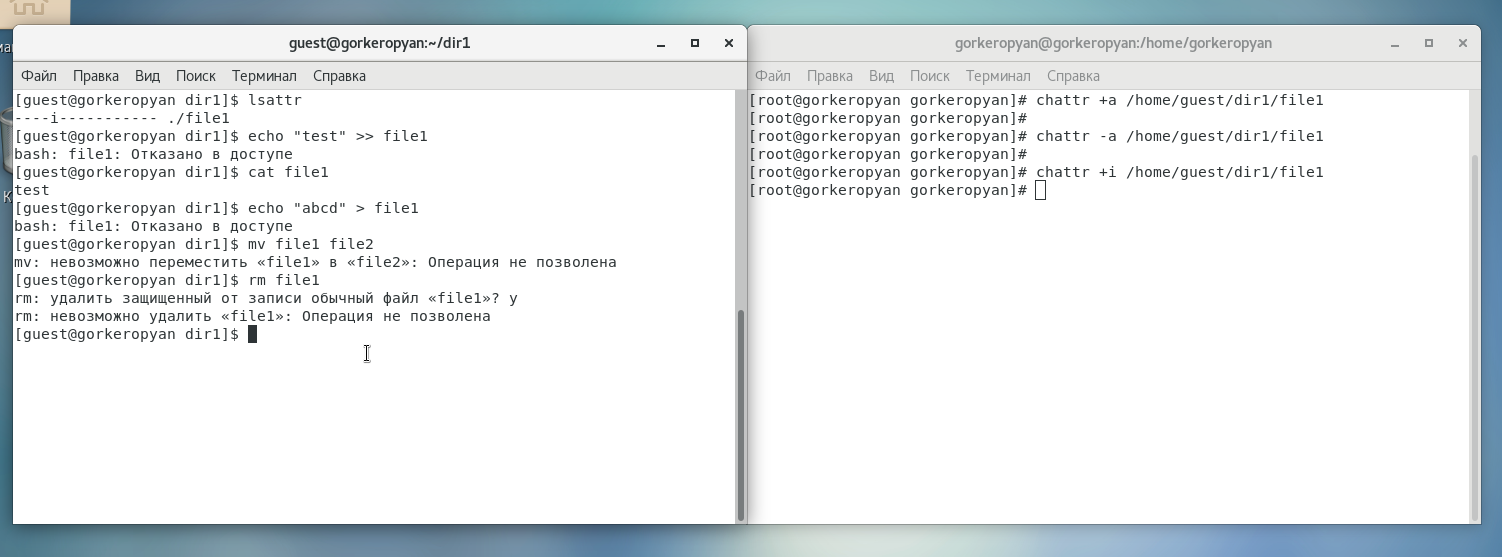 guest@gorkeropyan:~/dir1
Файл Правка Вид Поиск Терминал Справка
[guest@gorkeropyan dir1]$ lsattr
----i----------- ./file1
[guest@gorkeropyan dir1]$ echo "test" >> file1
bash: file1: Отказано в доступе
[guest@gorkeropyan dir1]$ cat file1
test
[guest@gorkeropyan dir1]$ echo "abcd" > file1
bash: file1: Отказано в доступе
[guest@gorkeropyan dir1]$ mv file1 file2
mv: невозможно переместить «file1» в «file2»: Операция не позволена
[guest@gorkeropyan dir1]$ rm file1
rm: удалить защищенный от записи обычный файл «file1»? y
rm: невозможно удалить «file1»: Операция не позволена
[guest@gorkeropyan dir1]$
gorkeropyan@gorkeropyan:/home/gorkeropyan
Файл Правка Вид Поиск Терминал Справка
[root@gorkeropyan gorkeropyan]# chattr +a /home/guest/dir1/file1
[root@gorkeropyan gorkeropyan]#
[root@gorkeropyan gorkeropyan]# chattr -a /home/guest/dir1/file1
[root@gorkeropyan gorkeropyan]#
[root@gorkeropyan gorkeropyan]# chattr +i /home/guest/dir1/file1
[root@gorkeropyan gorkeropyan]#